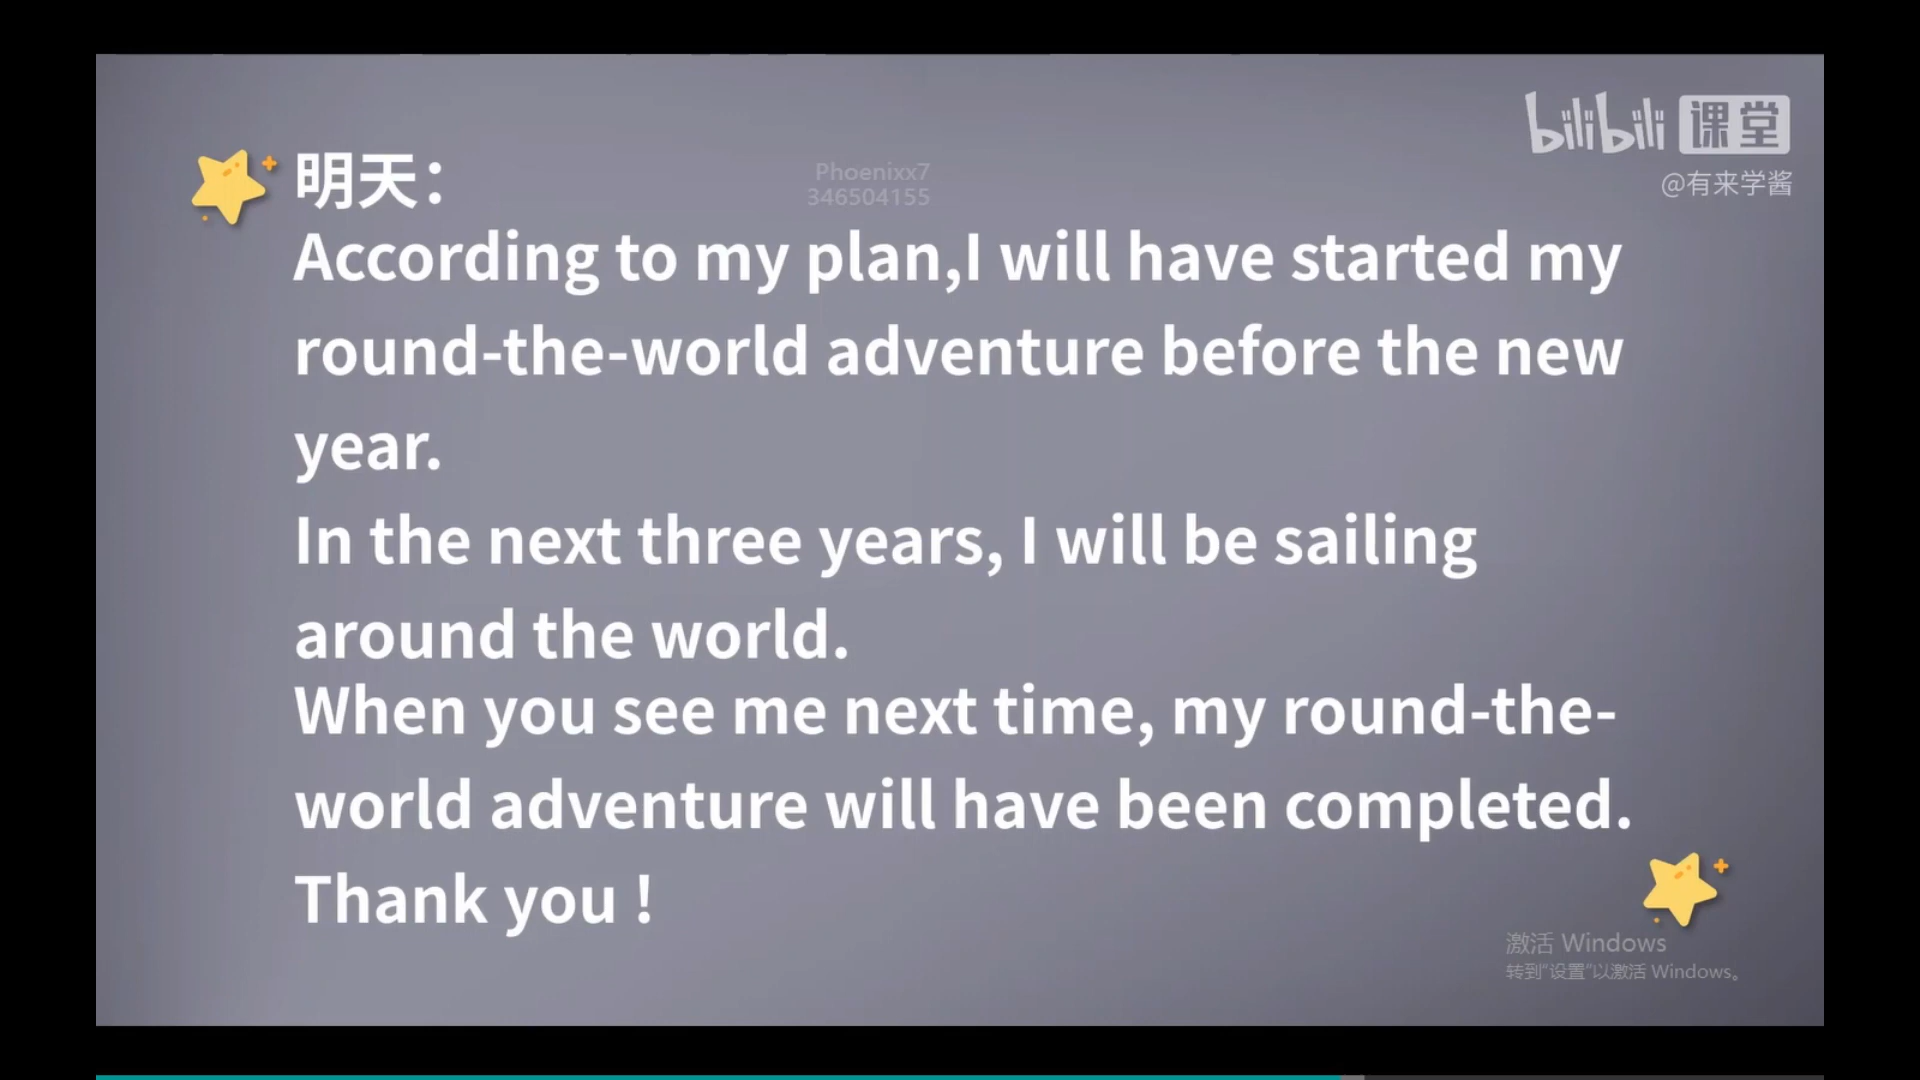 bilibili 课堂
@有来学酱
Phoenixx7
346504155
明天：
According to my plan,I will have started my
round-the-world adventure before the new
year.
In the next three years, I will be sailing
around the world.
When you see me next time, my round-the-
world adventure will have been completed.
Thank you !
激活 Windows
转到“设置”以激活 Windows。